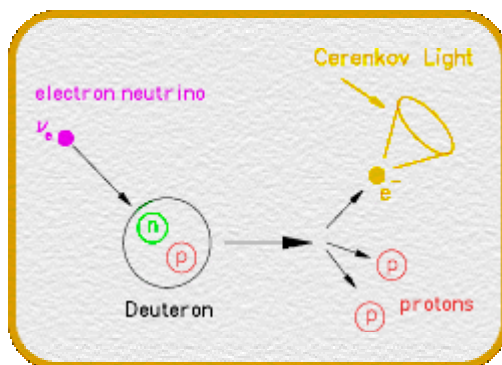 Cerenkov Light
electron neutrino
νe
e-
n
p
p
Deuteron
p
protons